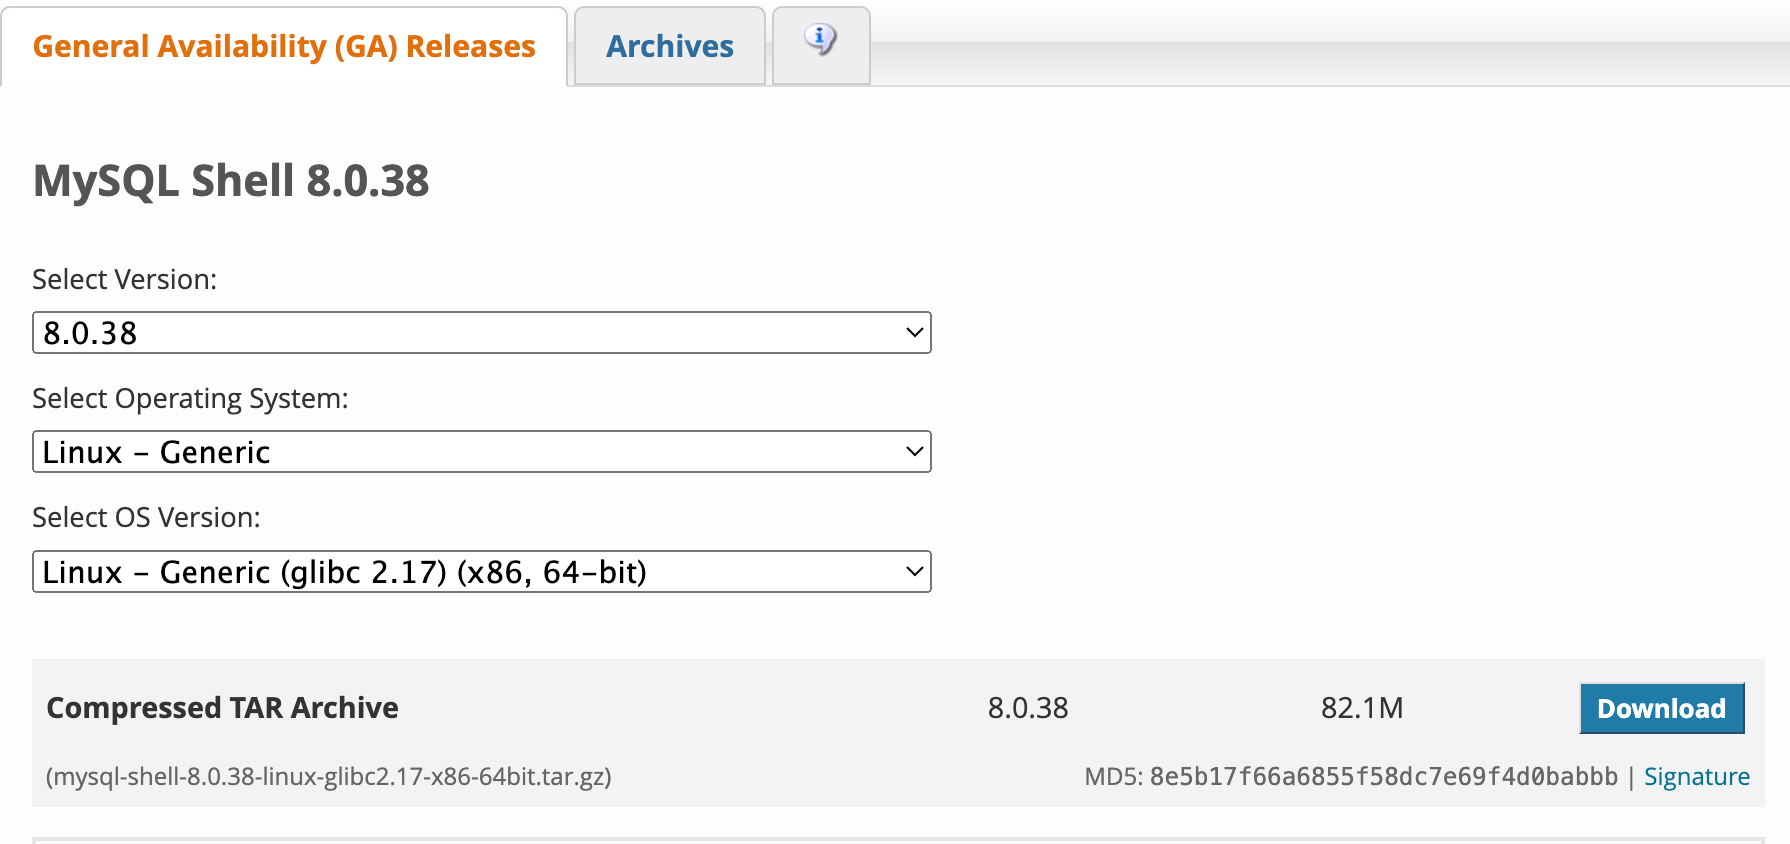 General Availability (GA) Releases
Archives
MySQL Shell 8.0.38
Select Version:
8.0.38
Select Operating System:
Linux - Generic
Select OS Version:
Linux - Generic (glibc 2.17) (x86, 64-bit)
Compressed TAR Archive 8.0.38 82.1M Download
(mysql-shell-8.0.38-linux-glibc2.17-x86-64bit.tar.gz) MD5: 8e5b17f66a6855f58dc7e69f4d0babbb | Signature